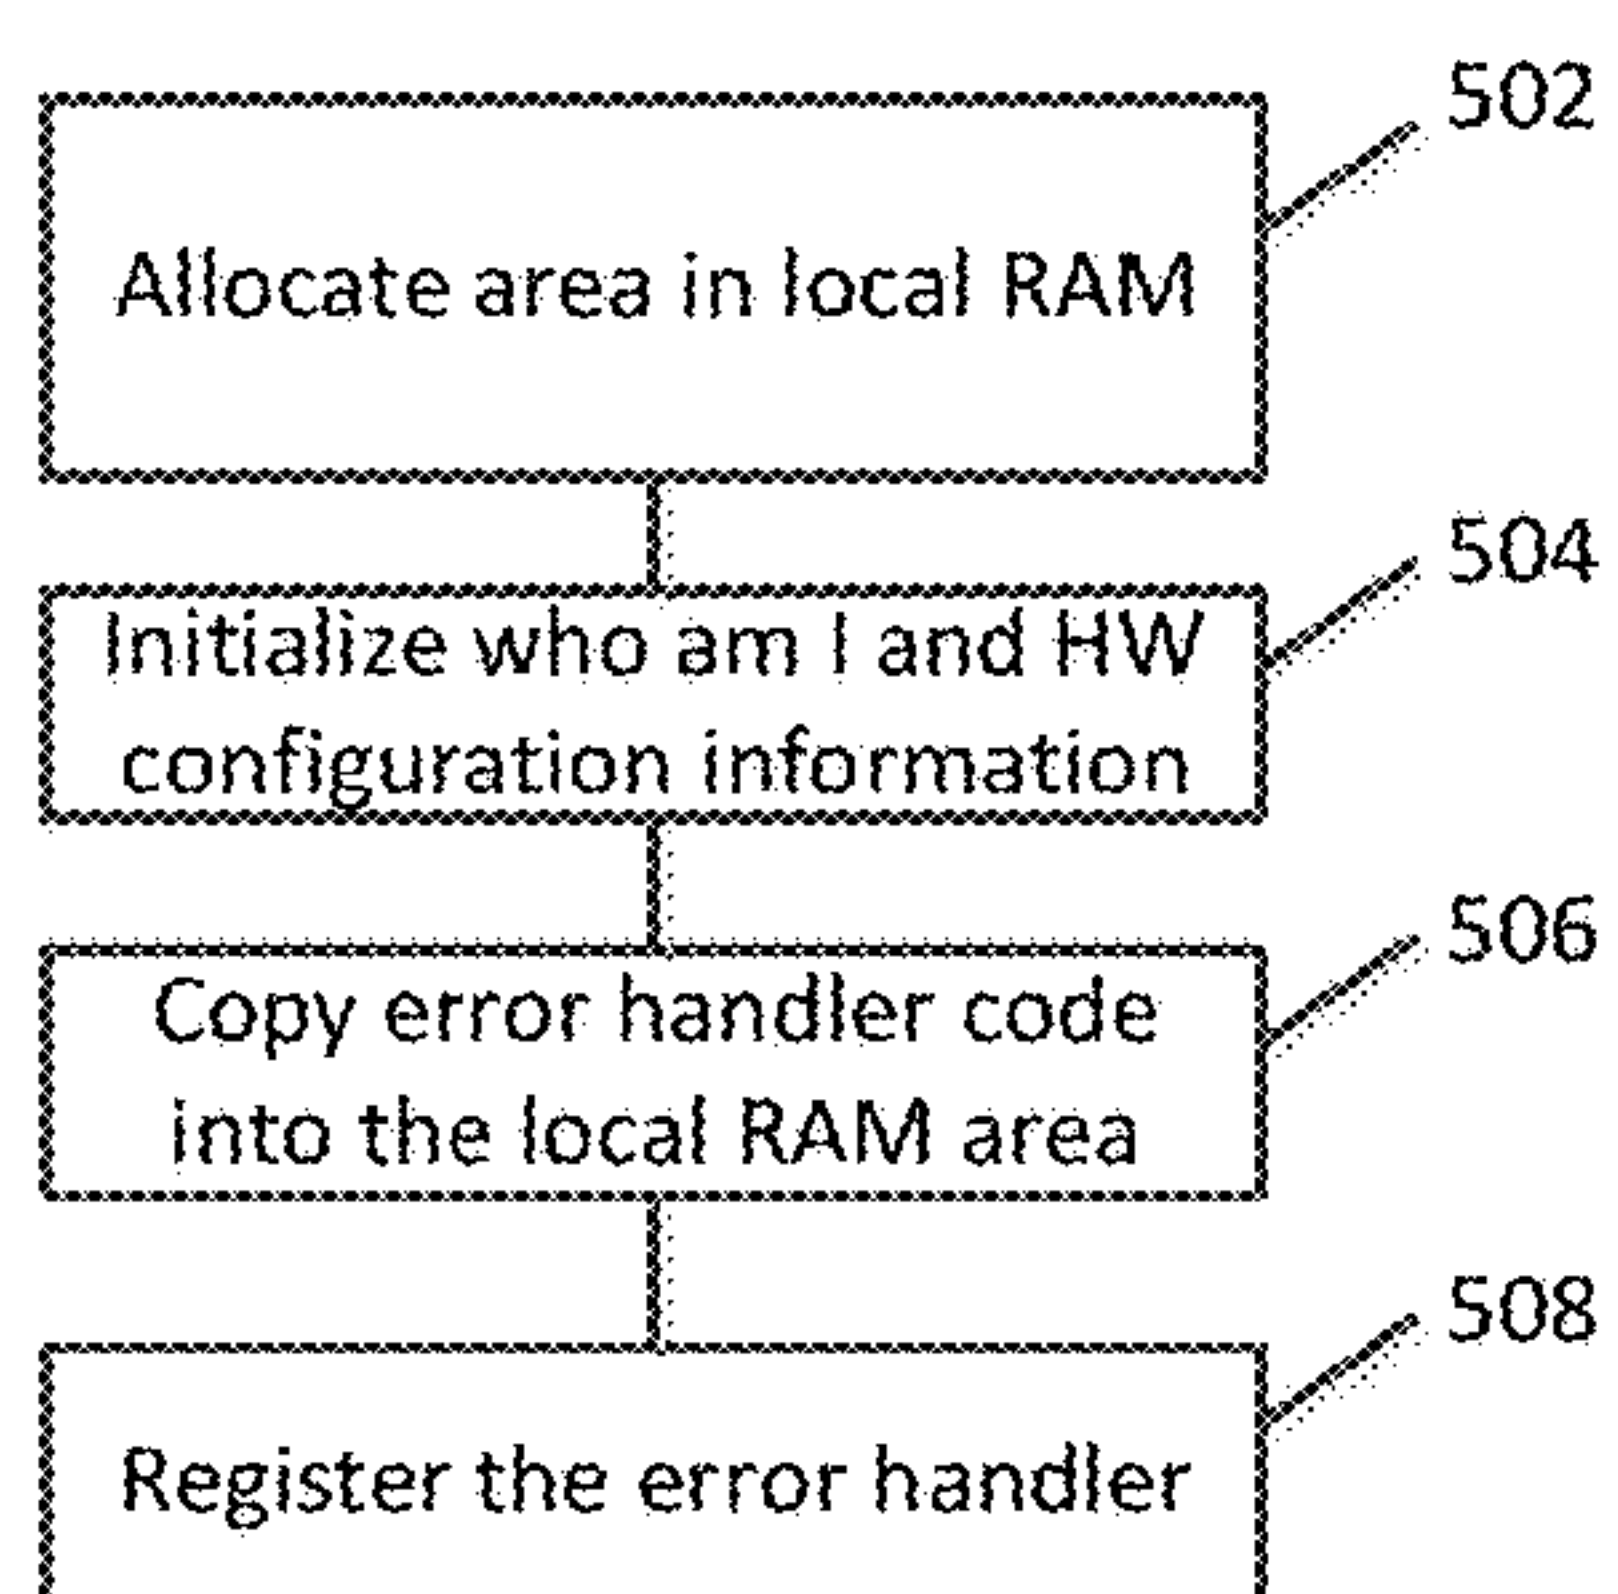 502
Allocate area in local RAM
504
Initialize who am I and HW
configuration information
506
Copy error handler code
into the local RAM area
508
Register the error handler